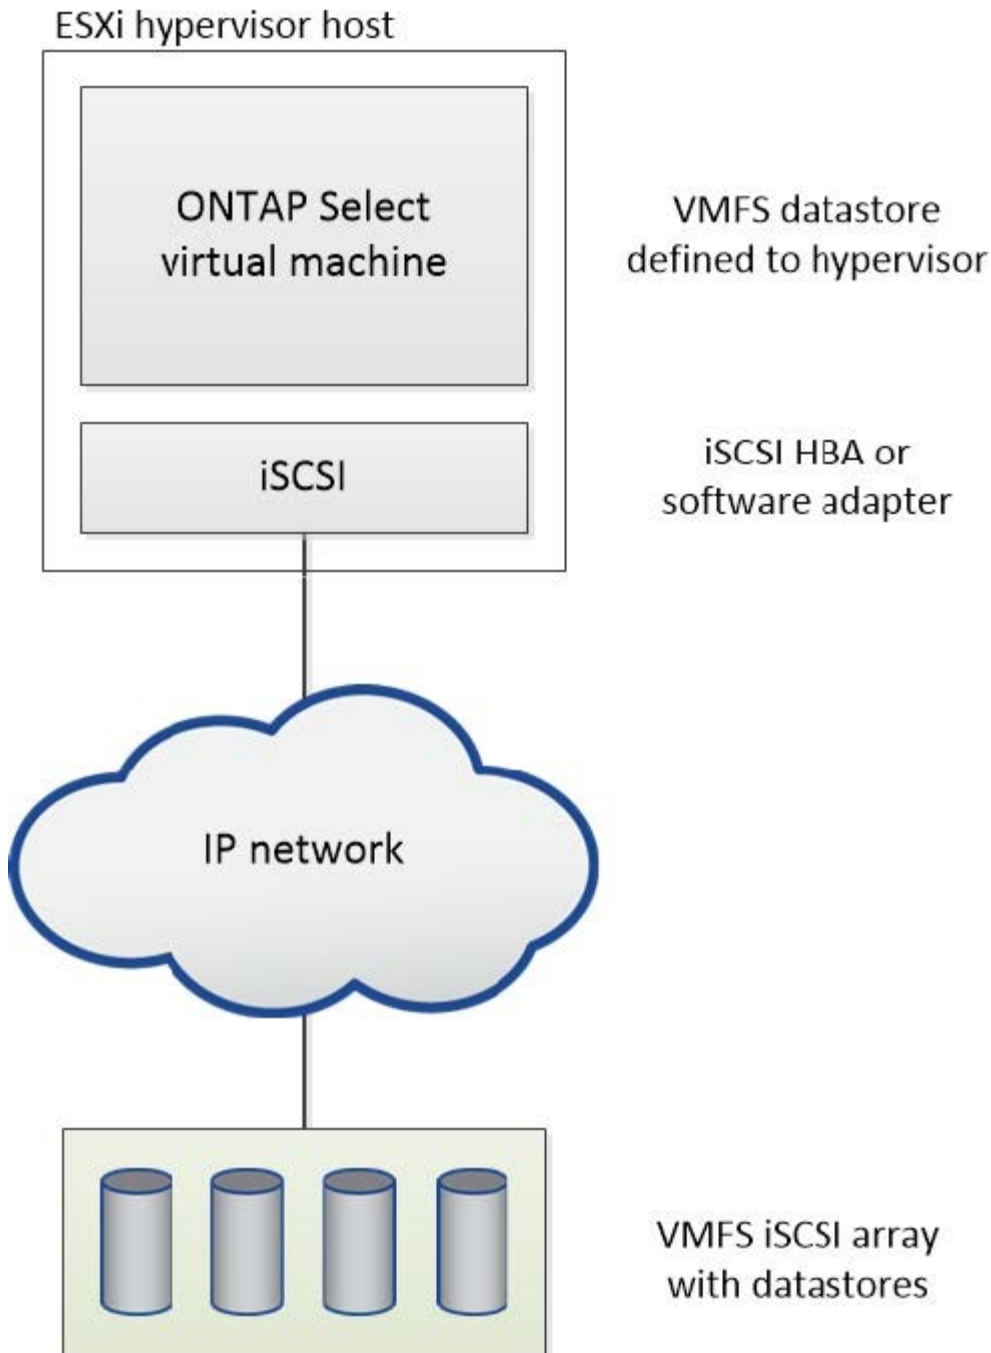 ESXi hypervisor host
ONTAP Select
virtual machine
VMFS datastore
defined to hypervisor
iSCSI
iSCSI HBA or
software adapter
IP network
VMFS iSCSI array
with datastores